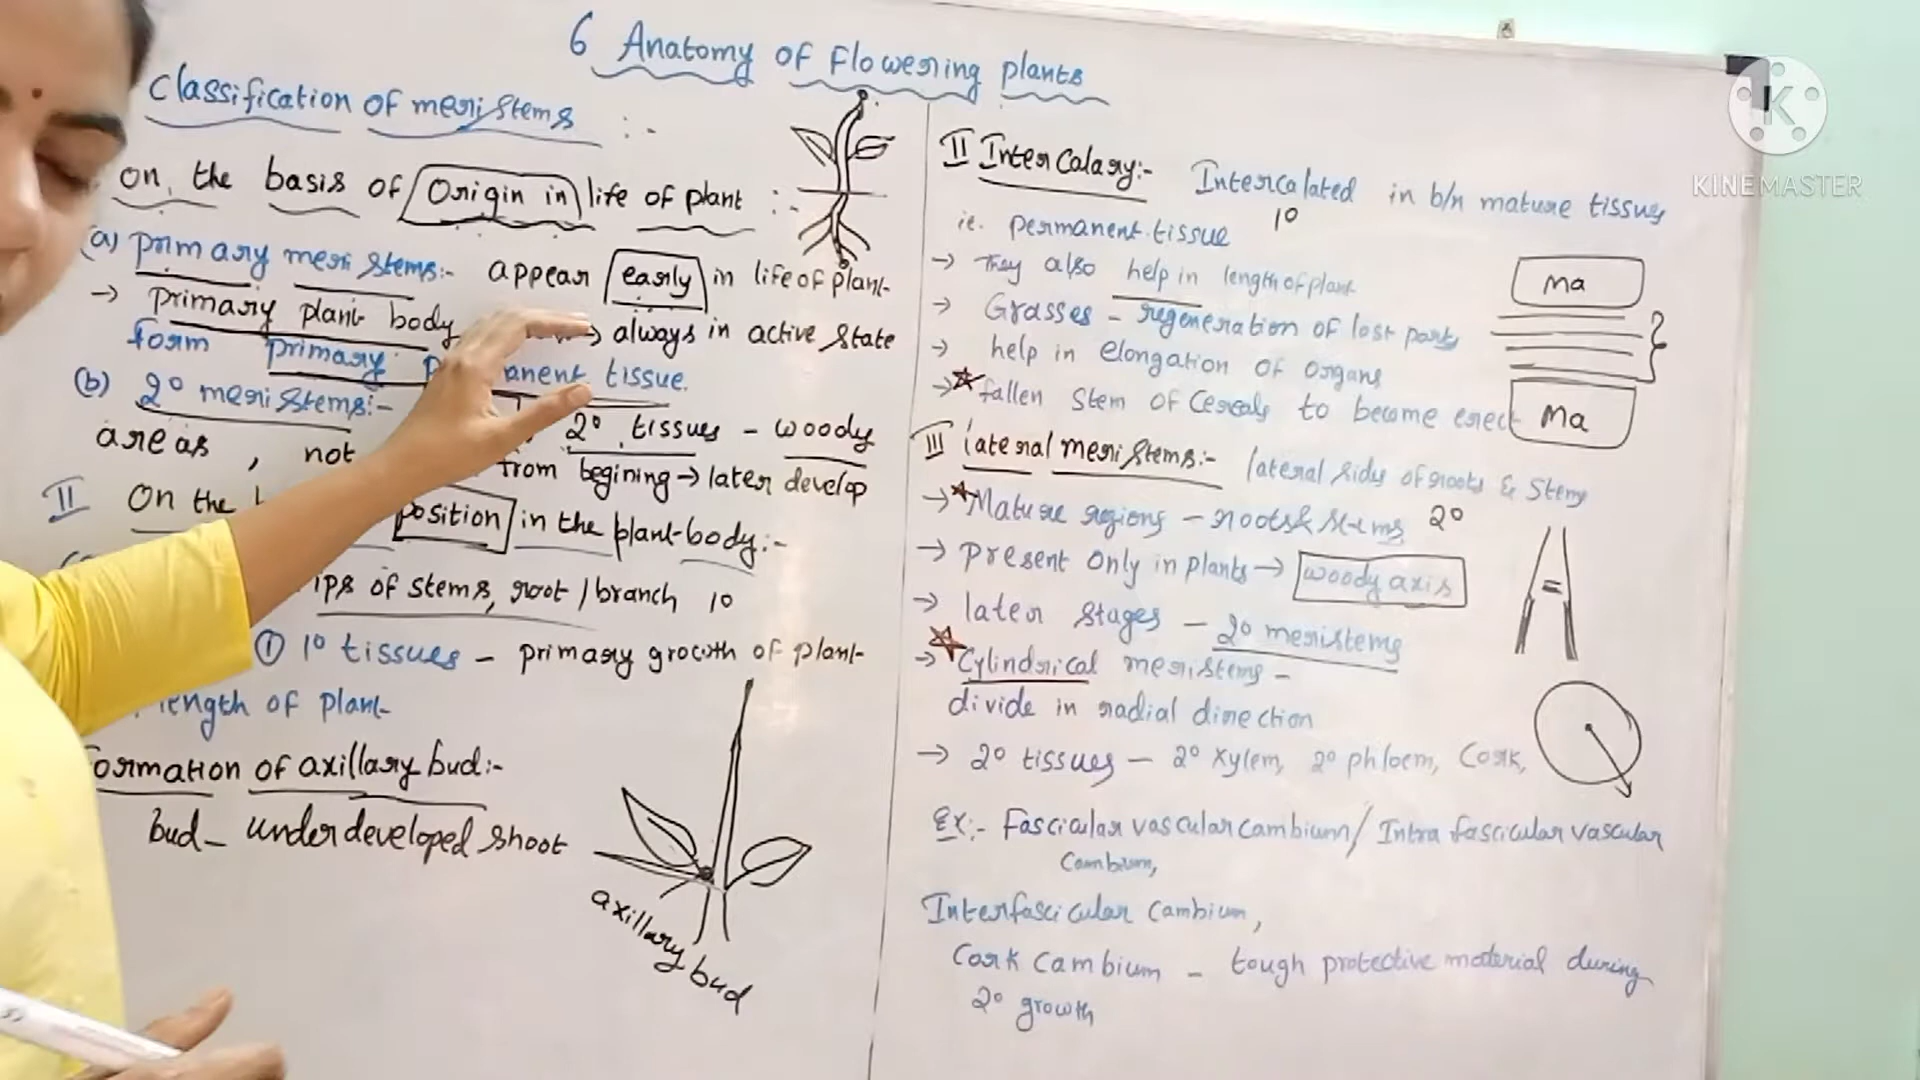 6 Anatomy of Flowering plants
Classification of meristems :-
on the basis of Origin in life of plant :-
(a) primary meristems:- appear early in life of plant
→ primary plant body → always in active state
form primary anent tissue.
(b) 2° meristems:- 2° tissues - woody
areas, not from begining → later develop
II On the position in the plant body:-
ips of stems, root / branch 1°
① 1° tissues - primary growth of plant
length of plant
ormation of axillary bud:-
bud - under developed shoot
axillary bud
II InterCalary:- Intercalated in b/n mature tissues
ie. permanent tissue 1°
→ They also help in length of plant
→ Grasses - regeneration of lost parts
→ help in elongation of organs
→ fallen stem of Cereals to become erect
Ma
Ma
III lateral meristems:- lateral sides of roots & Stems
→ Mature regions - roots & stems 2°
→ present only in plants → woody axis
→ later stages - 2° meristems
→ Cylindrical meristems -
divide in radial direction
→ 2° tissues - 2° xylem, 2° phloem, Cork,
Ex:- Fascicular vascular cambium / Intra fascicular vascular
Cambium,
Interfascicular Cambium,
Cork Cambium - tough protective material during
2° growth
K
KINEMASTER